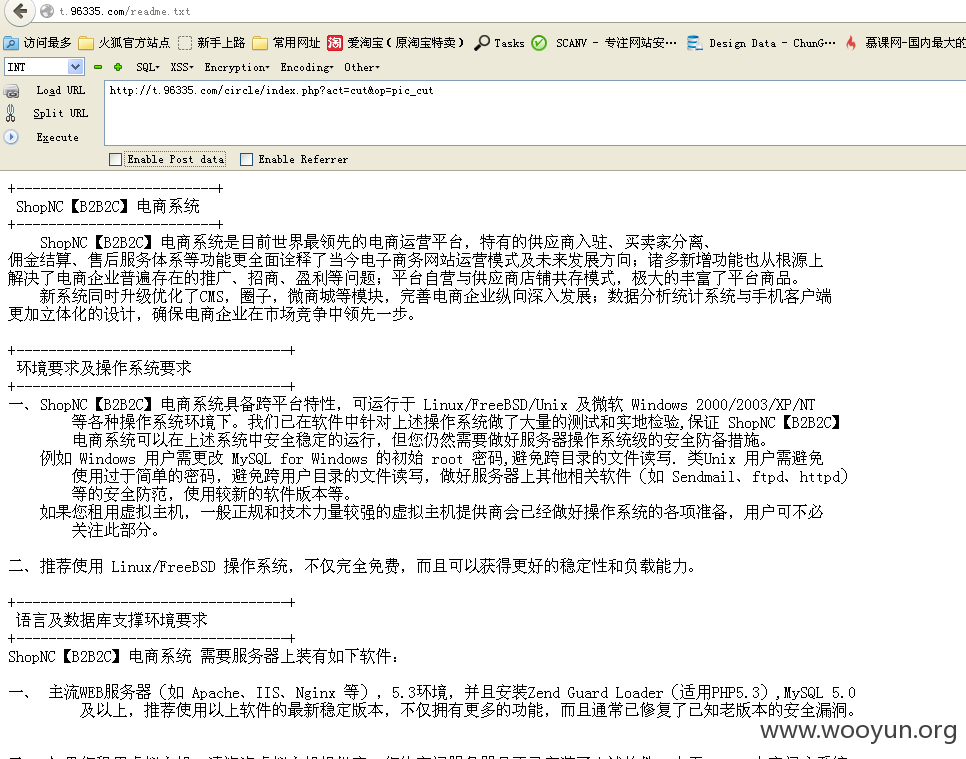 t.96335.com/readme.txt
访问最多 火狐官方站点 新手上路 常用网址 爱淘宝（原淘宝特卖） Tasks SCANV - 专注网站安... Design Data - ChunG... 慕课网-国内最大的
INT SQL XSS Encryption Encoding Other
Load URL http://t.96335.com/circle/index.php?act=cut&op=pic_cut
Split URL
Execute
Enable Post data Enable Referrer
+-------------------------+
ShopNC【B2B2C】电商系统
+-------------------------+
ShopNC【B2B2C】电商系统是目前世界最领先的电商运营平台，特有的供应商入驻、买卖家分离、
佣金结算、售后服务体系等功能更全面诠释了当今电子商务网站运营模式及未来发展方向；诸多新增功能也从根源上
解决了电商企业普遍存在的推广、招商、盈利等问题；平台自营与供应商店铺共存模式，极大的丰富了平台商品。
新系统同时升级优化了CMS，圈子，微商城等模块，完善电商企业纵向深入发展；数据分析统计系统与手机客户端
更加立体化的设计，确保电商企业在市场竞争中领先一步。
+----------------------------------+
环境要求及操作系统要求
+----------------------------------+
一、ShopNC【B2B2C】电商系统具备跨平台特性，可运行于 Linux/FreeBSD/Unix 及微软 Windows 2000/2003/XP/NT
等各种操作系统环境下。我们已在软件中针对上述操作系统做了大量的测试和实地检验,保证 ShopNC【B2B2C】
电商系统可以在上述系统中安全稳定的运行，但您仍然需要做好服务器操作系统级的安全防备措施。
例如 Windows 用户需更改 MySQL for Windows 的初始 root 密码,避免跨目录的文件读写. 类Unix 用户需避免
使用过于简单的密码，避免跨用户目录的文件读写，做好服务器上其他相关软件（如 Sendmail、ftpd、httpd）
等的安全防范，使用较新的软件版本等。
如果您租用虚拟主机，一般正规和技术力量较强的虚拟主机提供商会已经做好操作系统的各项准备，用户可不必
关注此部分。
二、推荐使用 Linux/FreeBSD 操作系统，不仅完全免费，而且可以获得更好的稳定性和负载能力。
+----------------------------------+
语言及数据库支撑环境要求
+----------------------------------+
ShopNC【B2B2C】电商系统 需要服务器上装有如下软件：
一、 主流WEB服务器（如 Apache、IIS、Nginx 等），5.3环境，并且安装Zend Guard Loader（适用PHP5.3）,MySQL 5.0
及以上，推荐使用以上软件的最新稳定版本，不仅拥有更多的功能，而且通常已修复了已知老版本的安全漏洞。
www.wooyun.org